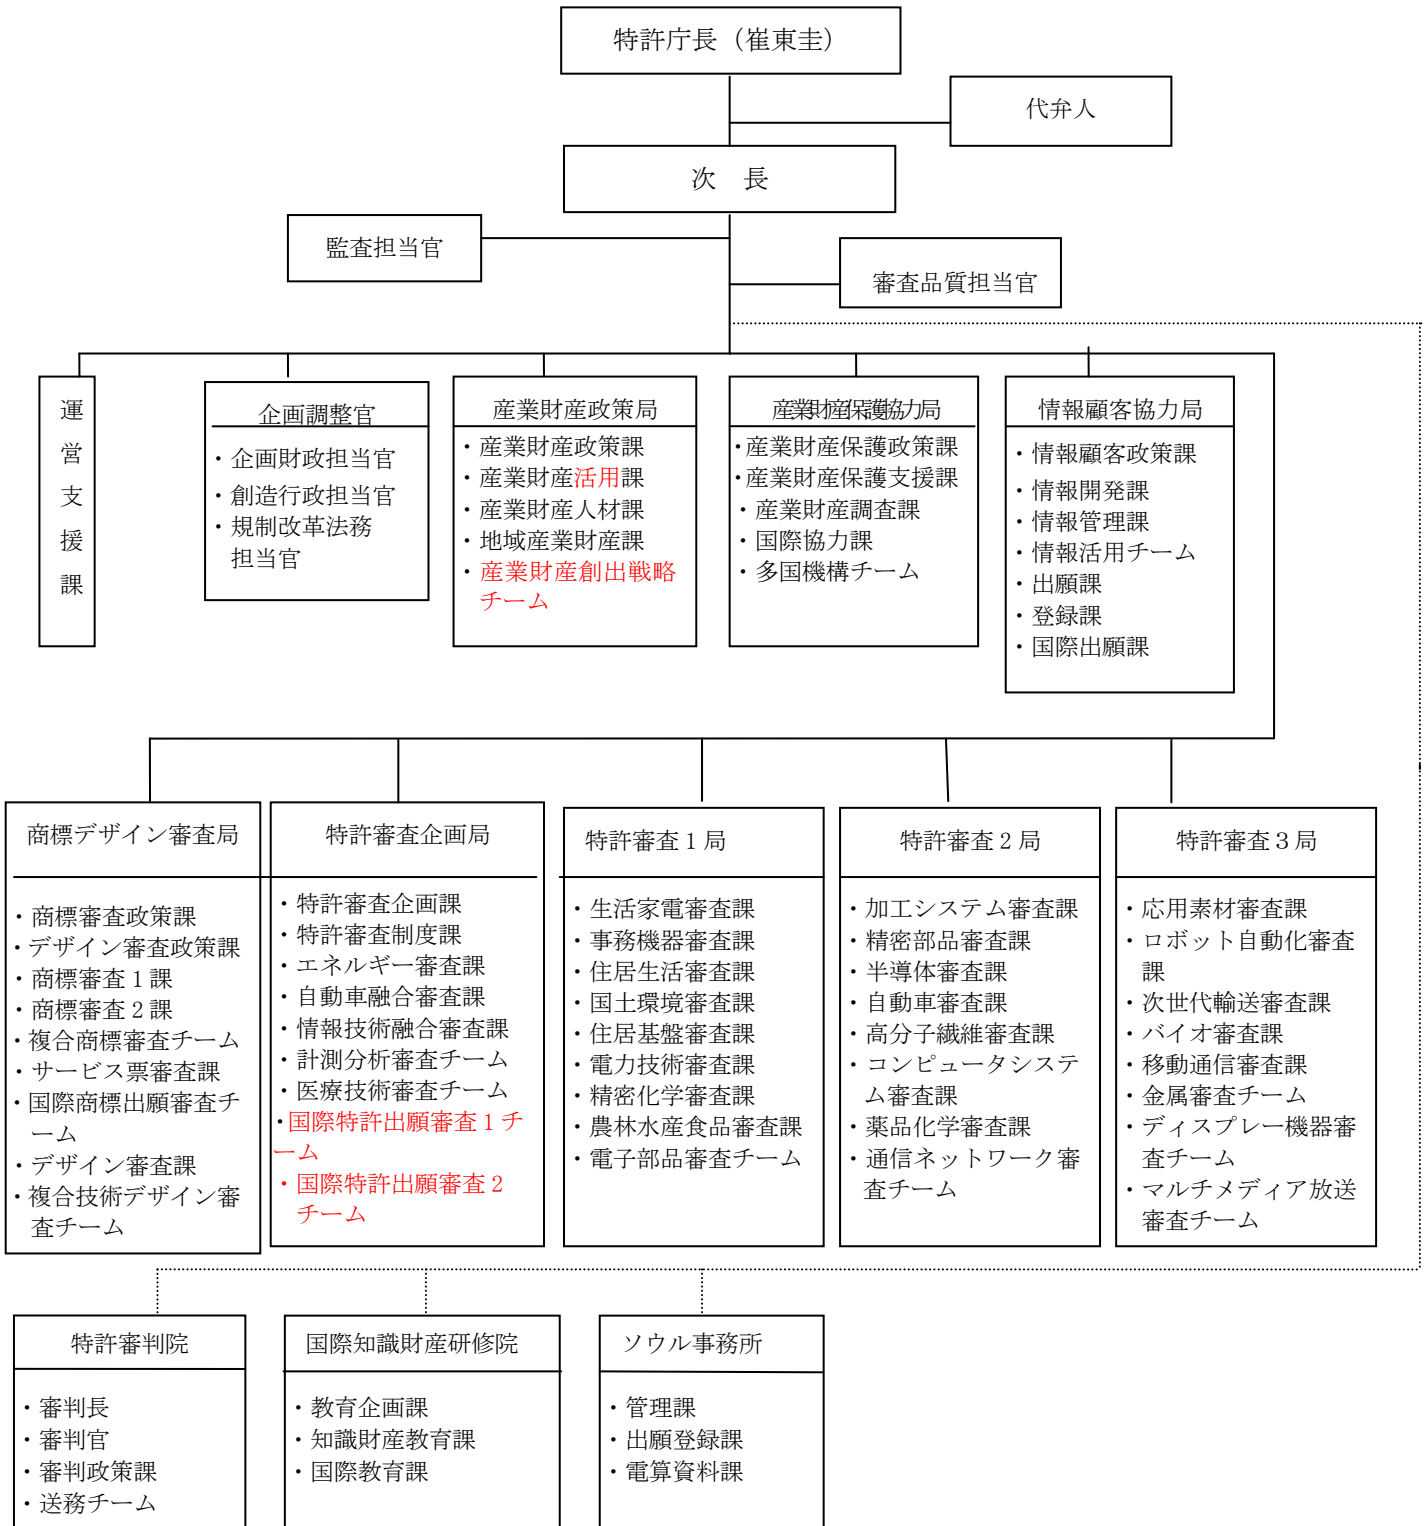 特許庁長（崔東圭）
代弁人
次　長
監査担当官
審査品質担当官
運
営
支
援
課
企画調整官
・企画財政担当官
・創造行政担当官
・規制改革法務
担当官
産業財産政策局
・産業財産政策課
・産業財産活用課
・産業財産人材課
・地域産業財産課
・産業財産創出戦略
チーム
産業財産保護協力局
・産業財産保護政策課
・産業財産保護支援課
・産業財産調査課
・国際協力課
・多国機構チーム
情報顧客協力局
・情報顧客政策課
・情報開発課
・情報管理課
・情報活用チーム
・出願課
・登録課
・国際出願課
商標デザイン審査局
・商標審査政策課
・デザイン審査政策課
・商標審査１課
・商標審査２課
・複合商標審査チーム
・サービス票審査課
・国際商標出願審査チ
ーム
・デザイン審査課
・複合技術デザイン審
査チーム
特許審査企画局
・特許審査企画課
・特許審査制度課
・エネルギー審査課
・自動車融合審査課
・情報技術融合審査課
・計測分析審査チーム
・医療技術審査チーム
・国際特許出願審査１チ
ーム
・国際特許出願審査２
チーム
特許審査１局
・生活家電審査課
・事務機器審査課
・住居生活審査課
・国土環境審査課
・住居基盤審査課
・電力技術審査課
・精密化学審査課
・農林水産食品審査課
・電子部品審査チーム
特許審査２局
・加工システム審査課
・精密部品審査課
・半導体審査課
・自動車審査課
・高分子繊維審査課
・コンピュータシステ
ム審査課
・薬品化学審査課
・通信ネットワーク審
査チーム
特許審査３局
・応用素材審査課
・ロボット自動化審査
課
・次世代輸送審査課
・バイオ審査課
・移動通信審査課
・金属審査チーム
・ディスプレー機器審
査チーム
・マルチメディア放送
審査チーム
特許審判院
・審判長
・審判官
・審判政策課
・送務チーム
国際知識財産研修院
・教育企画課
・知識財産教育課
・国際教育課
ソウル事務所
・管理課
・出願登録課
・電算資料課